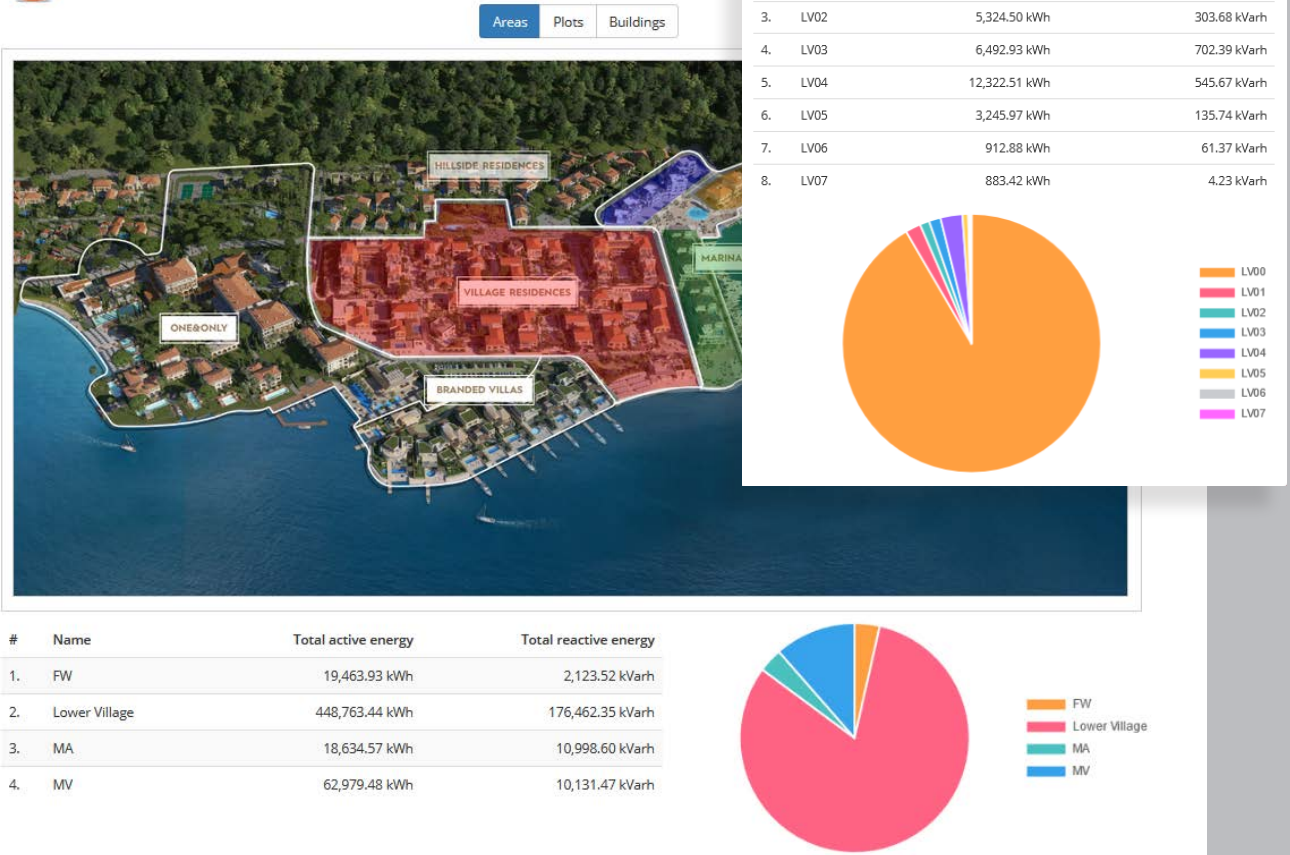 Areas Plots Buildings
HILLSIDE RESIDENCES
MARINA
VILLAGE RESIDENCES
ONE&ONLY
BRANDED VILLAS
3. LV02 5,324.50 kWh 303.68 kVarh
4. LV03 6,492.93 kWh 702.39 kVarh
5. LV04 12,322.51 kWh 545.67 kVarh
6. LV05 3,245.97 kWh 135.74 kVarh
7. LV06 912.88 kWh 61.37 kVarh
8. LV07 883.42 kWh 4.23 kVarh
LV00
LV01
LV02
LV03
LV04
LV05
LV06
LV07
# Name Total active energy Total reactive energy
1. FW 19,463.93 kWh 2,123.52 kVarh
2. Lower Village 448,763.44 kWh 176,462.35 kVarh
3. MA 18,634.57 kWh 10,998.60 kVarh
4. MV 62,979.48 kWh 10,131.47 kVarh
FW
Lower Village
MA
MV